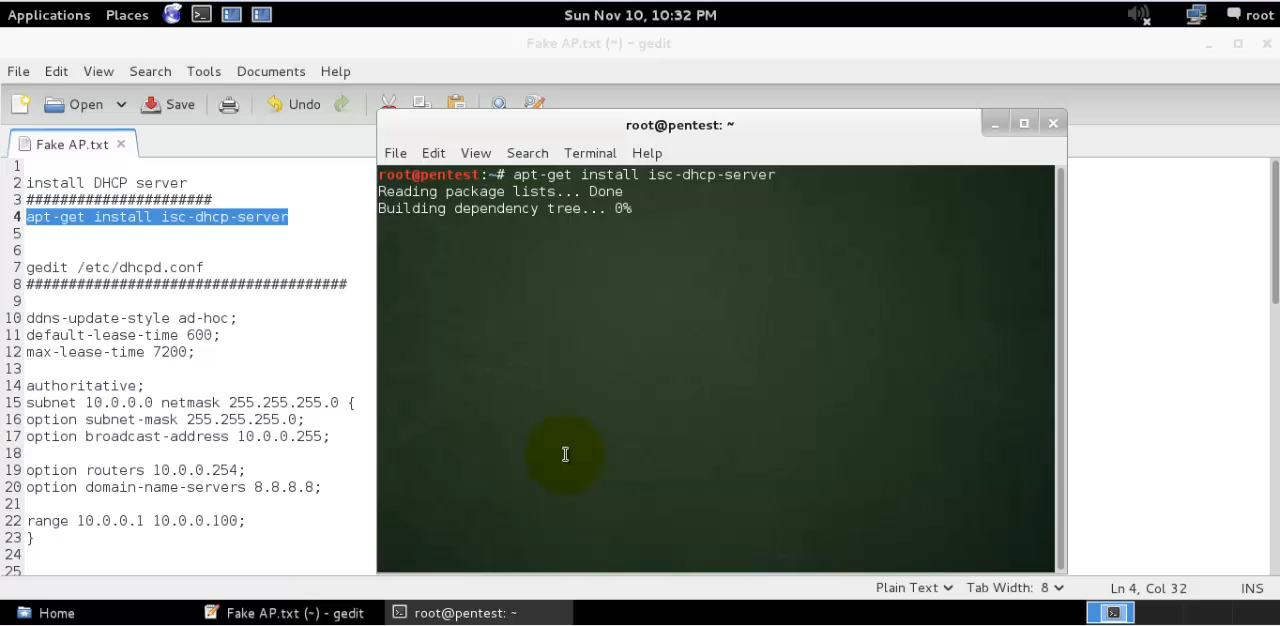 Applications Places Sun Nov 10, 10:32 PM root
Fake AP.txt (~) - gedit
File Edit View Search Tools Documents Help
Open Save Undo
Fake AP.txt
1
2 install DHCP server
3 ######################
4 apt-get install isc-dhcp-server
5
6
7 gedit /etc/dhcpd.conf
8 ######################################
9
10 ddns-update-style ad-hoc;
11 default-lease-time 600;
12 max-lease-time 7200;
13
14 authoritative;
15 subnet 10.0.0.0 netmask 255.255.255.0 {
16 option subnet-mask 255.255.255.0;
17 option broadcast-address 10.0.0.255;
18
19 option routers 10.0.0.254;
20 option domain-name-servers 8.8.8.8;
21
22 range 10.0.0.1 10.0.0.100;
23 }
24
25
root@pentest: ~
File Edit View Search Terminal Help
root@pentest:~# apt-get install isc-dhcp-server
Reading package lists... Done
Building dependency tree... 0%
Plain Text Tab Width: 8 Ln 4, Col 32 INS
Home Fake AP.txt (~) - gedit root@pentest: ~